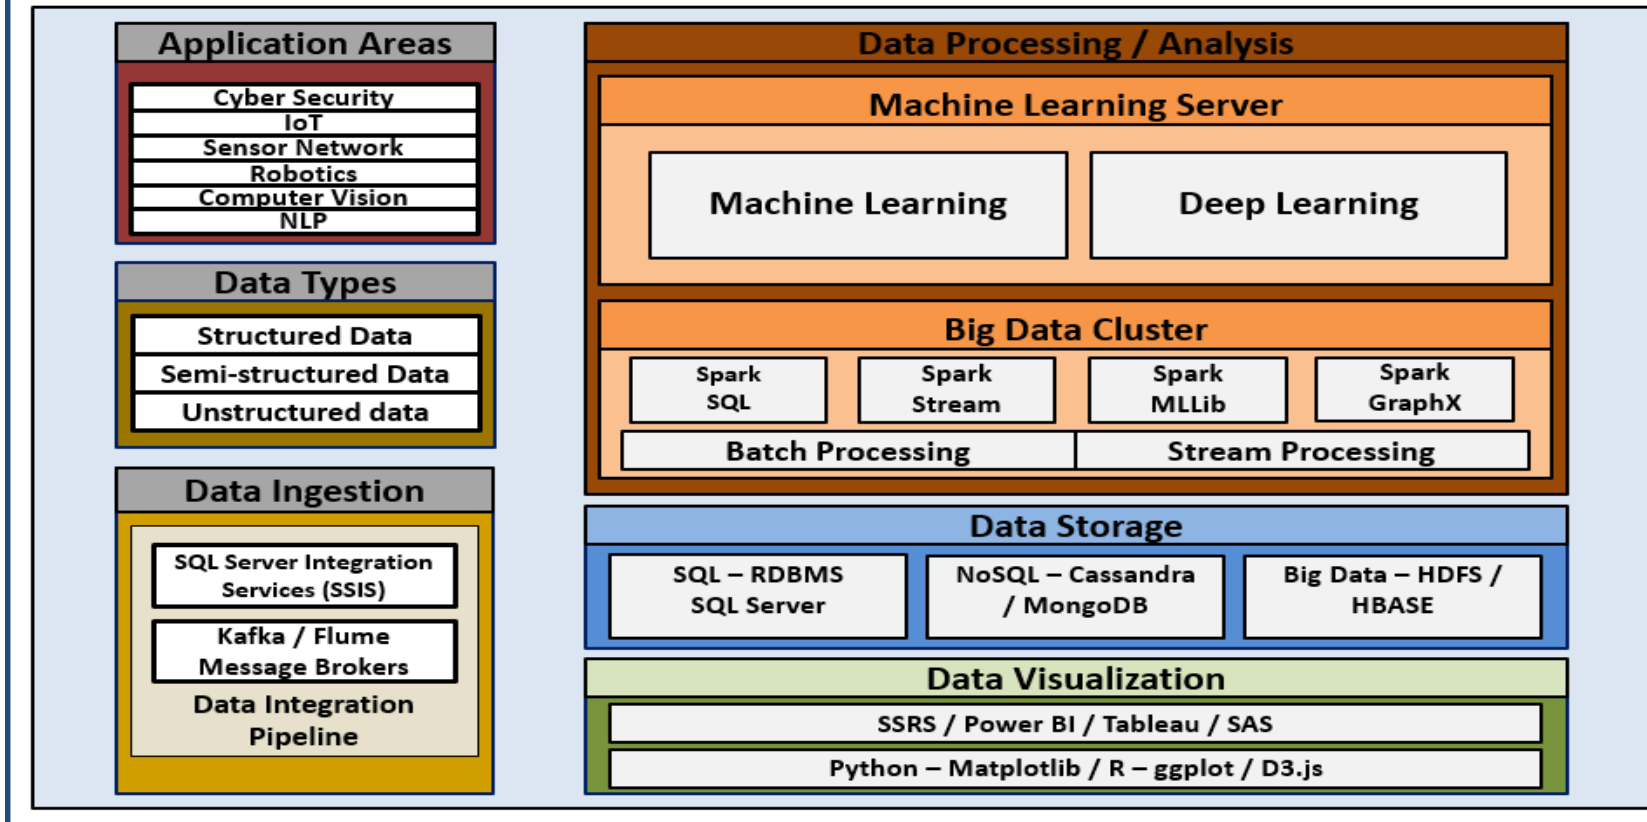 Application Areas
Cyber Security
IoT
Sensor Network
Robotics
Computer Vision
NLP
Data Types
Structured Data
Semi-structured Data
Unstructured data
Data Ingestion
SQL Server Integration
Services (SSIS)
Kafka / Flume
Message Brokers
Data Integration
Pipeline
Data Processing / Analysis
Machine Learning Server
Machine Learning
Deep Learning
Big Data Cluster
Spark
SQL
Spark
Stream
Spark
MLLib
Spark
GraphX
Batch Processing
Stream Processing
Data Storage
SQL – RDBMS
SQL Server
NoSQL – Cassandra
/ MongoDB
Big Data – HDFS /
HBASE
Data Visualization
SSRS / Power BI / Tableau / SAS
Python – Matplotlib / R – ggplot / D3.js